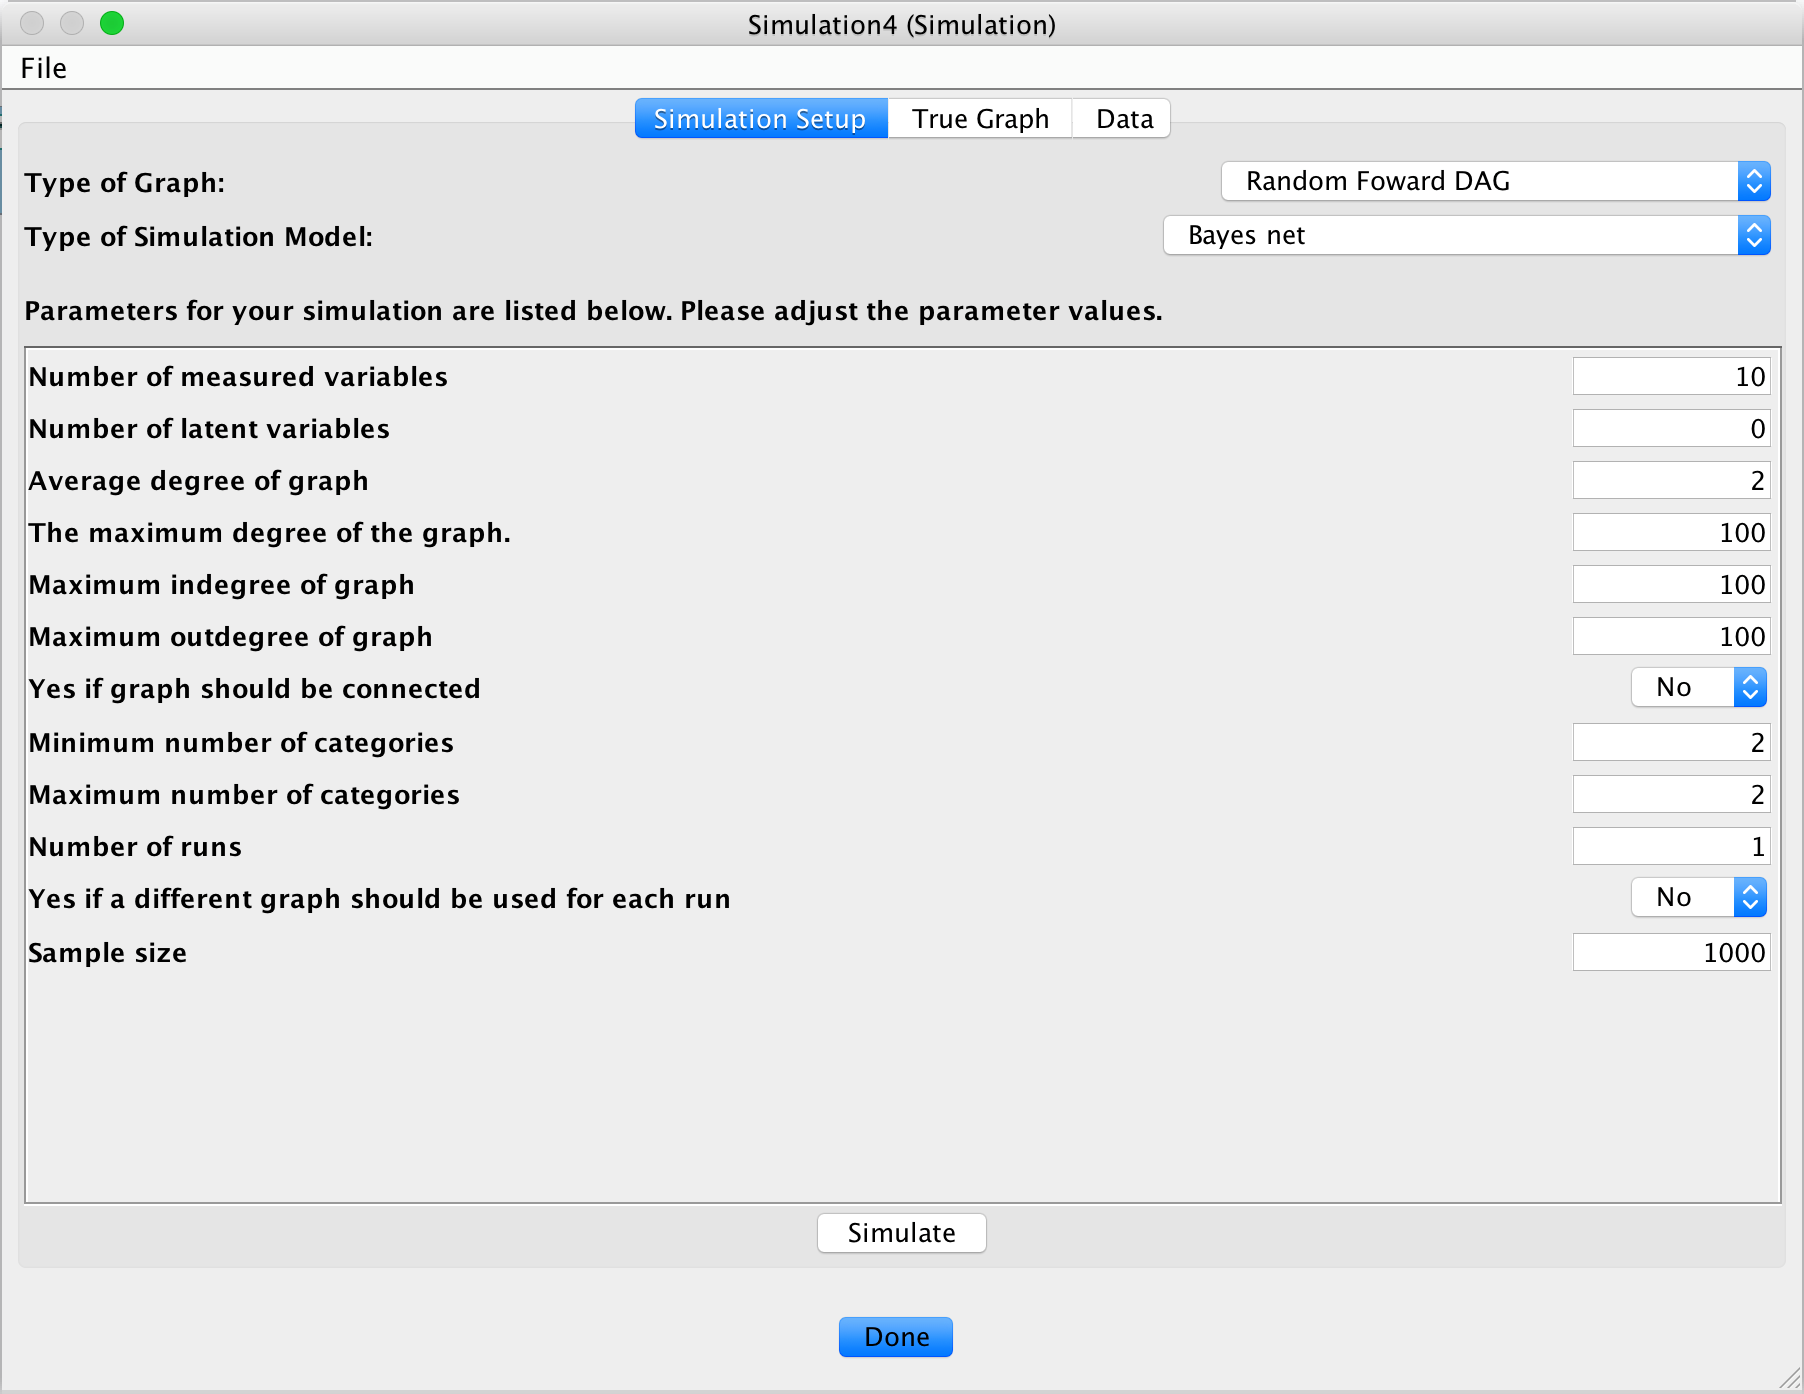 Simulation4 (Simulation)
File
Simulation Setup True Graph Data
Type of Graph: Random Foward DAG
Type of Simulation Model: Bayes net
Parameters for your simulation are listed below. Please adjust the parameter values.
Number of measured variables 10
Number of latent variables 0
Average degree of graph 2
The maximum degree of the graph. 100
Maximum indegree of graph 100
Maximum outdegree of graph 100
Yes if graph should be connected No
Minimum number of categories 2
Maximum number of categories 2
Number of runs 1
Yes if a different graph should be used for each run No
Sample size 1000
Simulate
Done